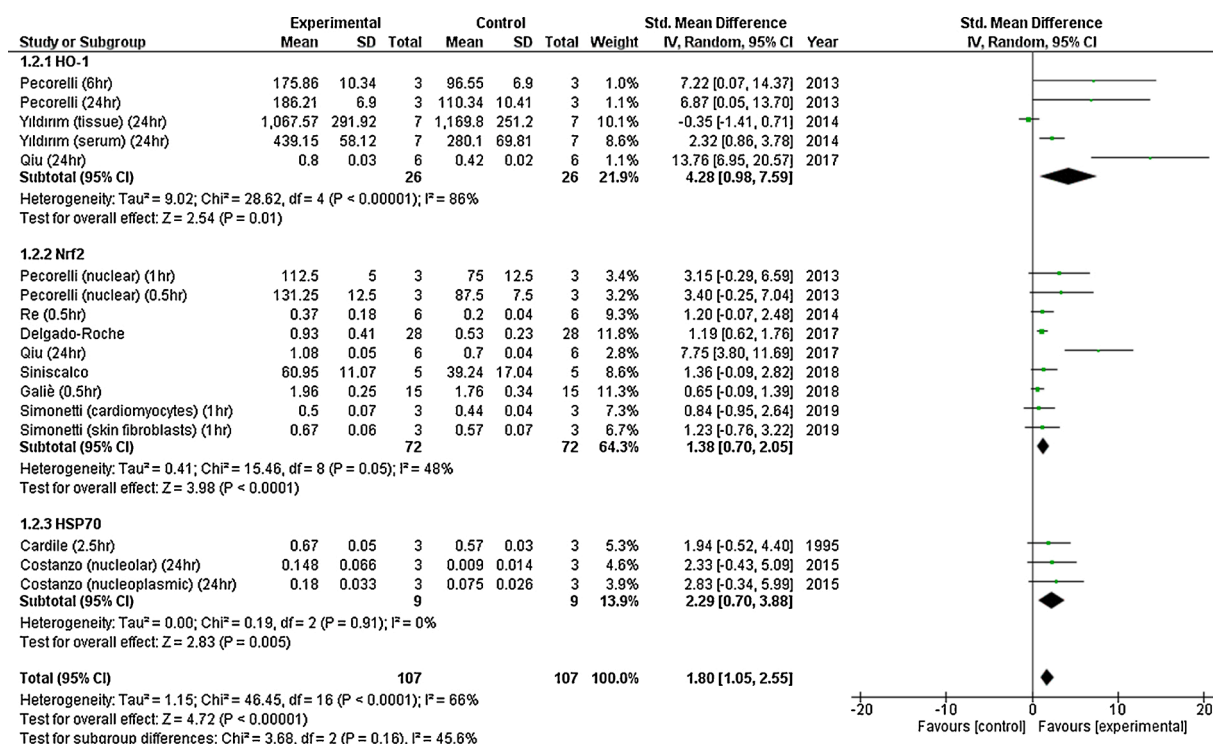 Experimental Control Std. Mean Difference Std. Mean Difference
Study or Subgroup Mean SD Total Mean SD Total Weight IV, Random, 95% CI Year IV, Random, 95% CI
1.2.1 HO-1
Pecorelli (6hr) 175.86 10.34 3 96.55 6.9 3 1.0% 7.22 [0.07, 14.37] 2013
Pecorelli (24hr) 186.21 6.9 3 110.34 10.41 3 1.1% 6.87 [0.05, 13.70] 2013
Yıldırım (tissue) (24hr) 1,067.57 291.92 7 1,169.8 251.2 7 10.1% -0.35 [-1.41, 0.71] 2014
Yıldırım (serum) (24hr) 439.15 58.12 7 280.1 69.81 7 8.6% 2.32 [0.86, 3.78] 2014
Qiu (24hr) 0.8 0.03 6 0.42 0.02 6 1.1% 13.76 [6.95, 20.57] 2017
Subtotal (95% CI) 26 26 21.9% 4.28 [0.98, 7.59]
Heterogeneity: Tau² = 9.02; Chi² = 28.62, df = 4 (P < 0.00001); I² = 86%
Test for overall effect: Z = 2.54 (P = 0.01)
1.2.2 Nrf2
Pecorelli (nuclear) (1hr) 112.5 5 3 75 12.5 3 3.4% 3.15 [-0.29, 6.59] 2013
Pecorelli (nuclear) (0.5hr) 131.25 12.5 3 87.5 7.5 3 3.2% 3.40 [-0.25, 7.04] 2013
Re (0.5hr) 0.37 0.18 6 0.2 0.04 6 9.3% 1.20 [-0.07, 2.48] 2014
Delgado-Roche 0.93 0.41 28 0.53 0.23 28 11.8% 1.19 [0.62, 1.76] 2017
Qiu (24hr) 1.08 0.05 6 0.7 0.04 6 2.8% 7.75 [3.80, 11.69] 2017
Siniscalco 60.95 11.07 5 39.24 17.04 5 8.6% 1.36 [-0.09, 2.82] 2018
Galiè (0.5hr) 1.96 0.25 15 1.76 0.34 15 11.3% 0.65 [-0.09, 1.39] 2018
Simonetti (cardiomyocytes) (1hr) 0.5 0.07 3 0.44 0.04 3 7.3% 0.84 [-0.95, 2.64] 2019
Simonetti (skin fibroblasts) (1hr) 0.67 0.06 3 0.57 0.07 3 6.7% 1.23 [-0.76, 3.22] 2019
Subtotal (95% CI) 72 72 64.3% 1.38 [0.70, 2.05]
Heterogeneity: Tau² = 0.41; Chi² = 15.46, df = 8 (P = 0.05); I² = 48%
Test for overall effect: Z = 3.98 (P < 0.0001)
1.2.3 HSP70
Cardile (2.5hr) 0.67 0.05 3 0.57 0.03 3 5.3% 1.94 [-0.52, 4.40] 1995
Costanzo (nucleolar) (24hr) 0.148 0.066 3 0.009 0.014 3 4.6% 2.33 [-0.43, 5.09] 2015
Costanzo (nucleoplasmic) (24hr) 0.18 0.033 3 0.075 0.026 3 3.9% 2.83 [-0.34, 5.99] 2015
Subtotal (95% CI) 9 9 13.9% 2.29 [0.70, 3.88]
Heterogeneity: Tau² = 0.00; Chi² = 0.19, df = 2 (P = 0.91); I² = 0%
Test for overall effect: Z = 2.83 (P = 0.005)
Total (95% CI) 107 107 100.0% 1.80 [1.05, 2.55]
Heterogeneity: Tau² = 1.15; Chi² = 46.45, df = 16 (P < 0.0001); I² = 66%
Test for overall effect: Z = 4.72 (P < 0.00001)
Test for subgroup differences: Chi² = 3.68, df = 2 (P = 0.16), I² = 45.6%
-20 -10 0 10 20
Favours [control] Favours [experimental]